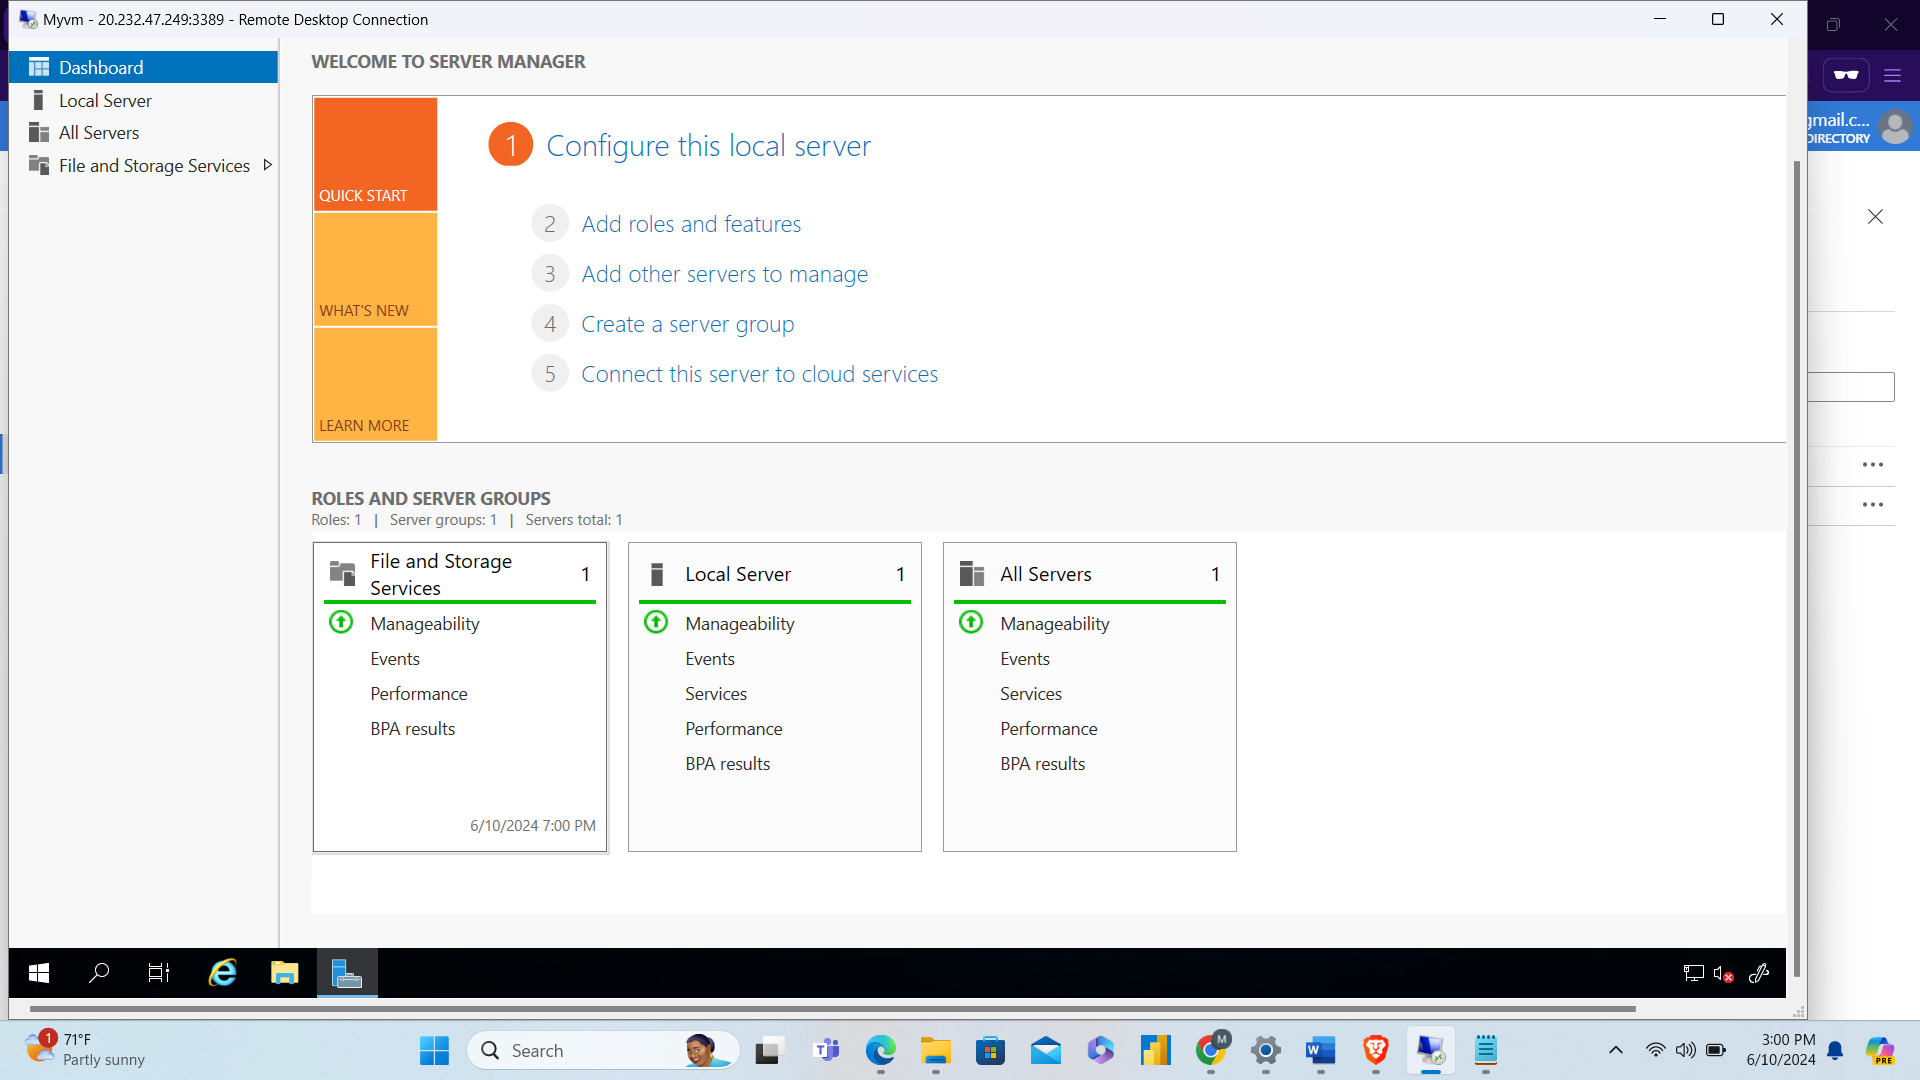 Myvm - 20.232.47.249:3389 - Remote Desktop Connection
Dashboard
Local Server
All Servers
File and Storage Services
WELCOME TO SERVER MANAGER
QUICK START
WHAT'S NEW
LEARN MORE
1 Configure this local server
2 Add roles and features
3 Add other servers to manage
4 Create a server group
5 Connect this server to cloud services
ROLES AND SERVER GROUPS
Roles: 1 | Server groups: 1 | Servers total: 1
File and Storage
Services 1
Manageability
Events
Performance
BPA results
6/10/2024 7:00 PM
Local Server 1
Manageability
Events
Services
Performance
BPA results
All Servers 1
Manageability
Events
Services
Performance
BPA results
gmail.c...
DIRECTORY
1
71°F
Partly sunny
Search
M
W
PRE
3:00 PM
6/10/2024